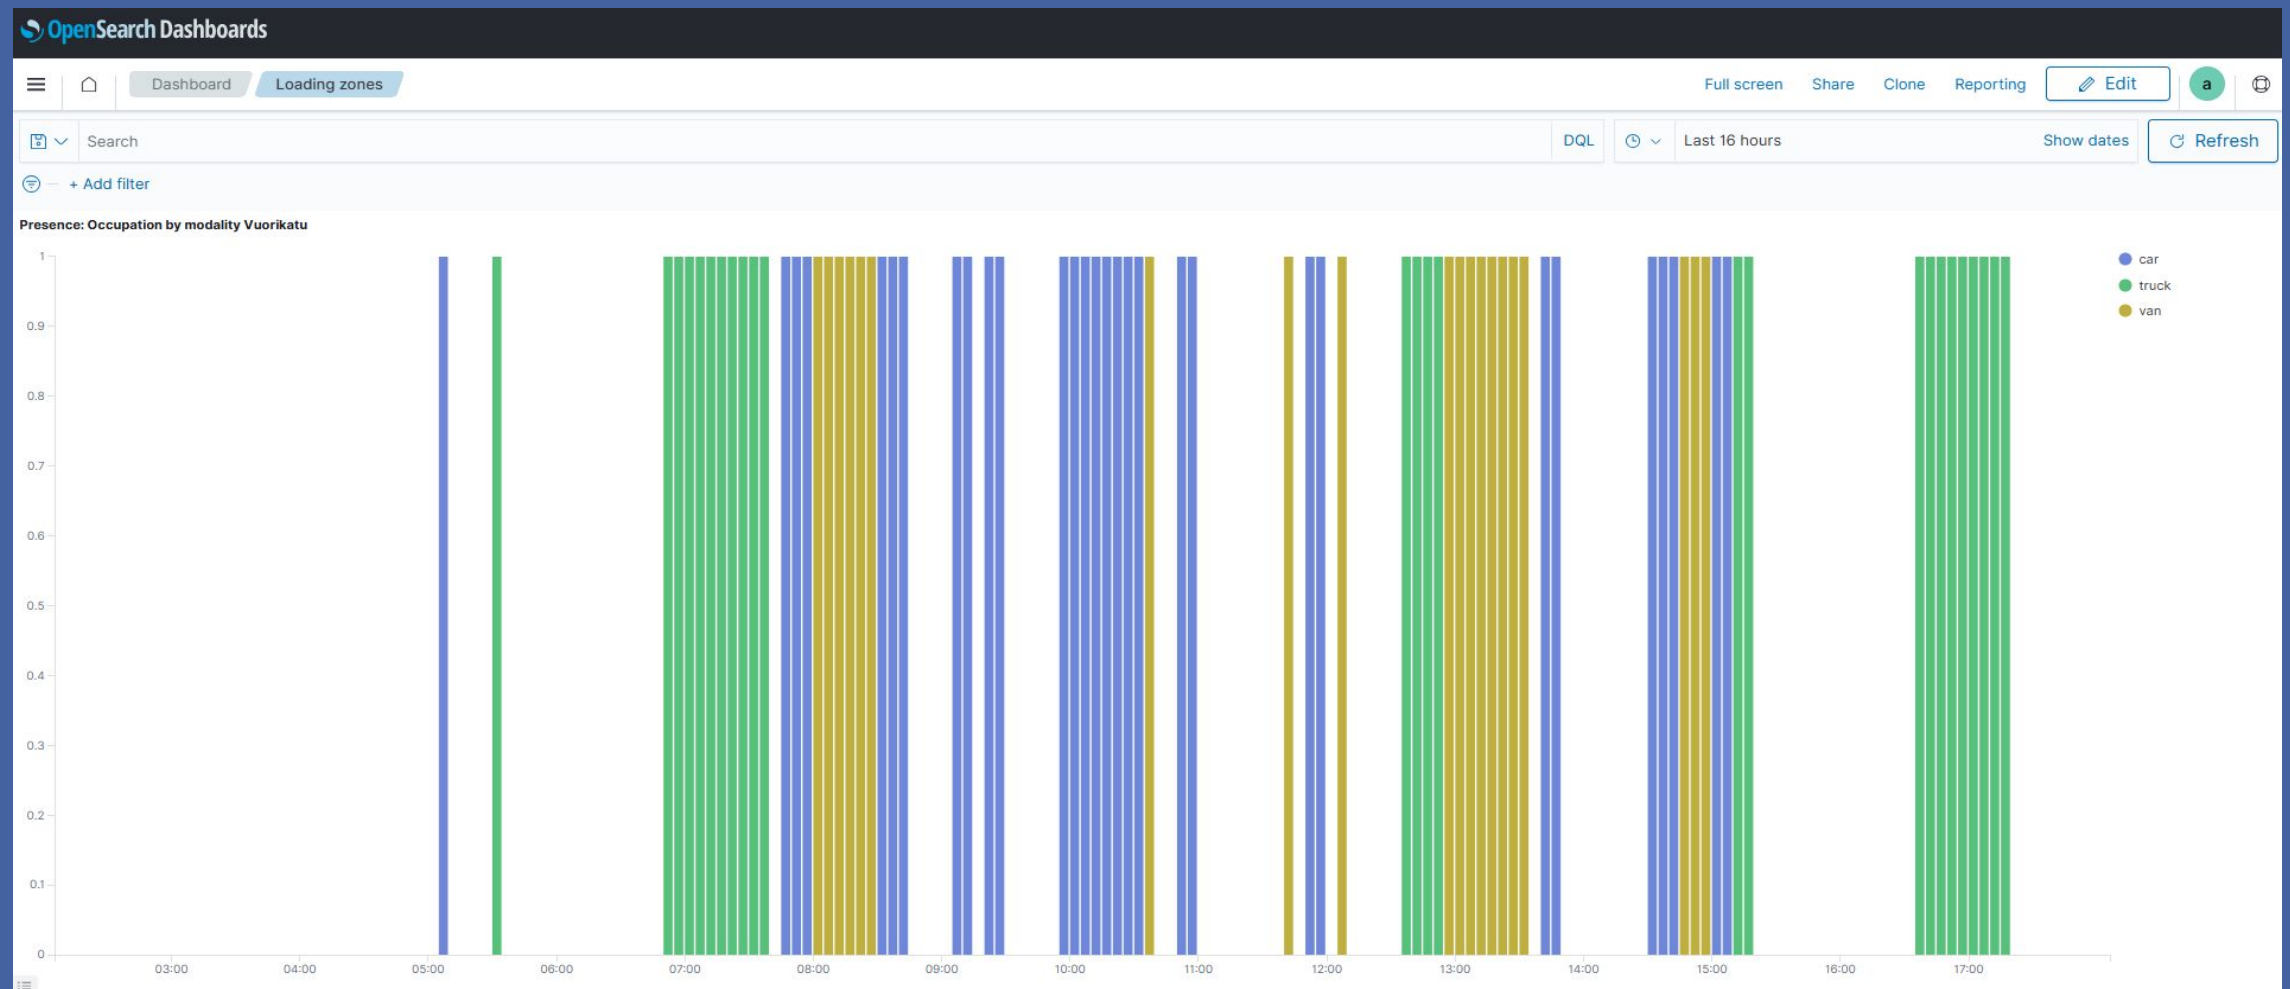 OpenSearch Dashboards
Dashboard Loading zones Full screen Share Clone Reporting Edit a
Search DQL Last 16 hours Show dates Refresh
+ Add filter
Presence: Occupation by modality Vuorikatu
1
0.9
0.8
0.7
0.6
0.5
0.4
0.3
0.2
0.1
0
03:00 04:00 05:00 06:00 07:00 08:00 09:00 10:00 11:00 12:00 13:00 14:00 15:00 16:00 17:00
car
truck
van